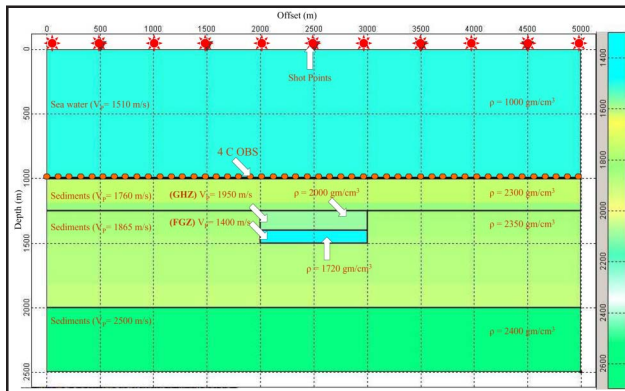 Offset (m)
0 500 1000 1500 2000 2500 3000 3500 4000 4500 5000
Shot Points
Sea water (Vₚ= 1510 m/s)
ρ = 1000 gm/cm³
4 C OBS
Sediments (Vₚ= 1760 m/s)
(GHZ) Vₚ= 1950 m/s
ρ = 2000 gm/cm³
ρ = 2300 gm/cm³
Sediments (Vₚ= 1865 m/s)
(FGZ) Vₚ= 1400 m/s
ρ = 2350 gm/cm³
ρ = 1720 gm/cm³
Sediments (Vₚ=2500 m/s)
ρ = 2400 gm/cm³
Depth (m)
0
500
1000
1500
2000
2500
1400
1600
1800
2000
2200
2400
2600